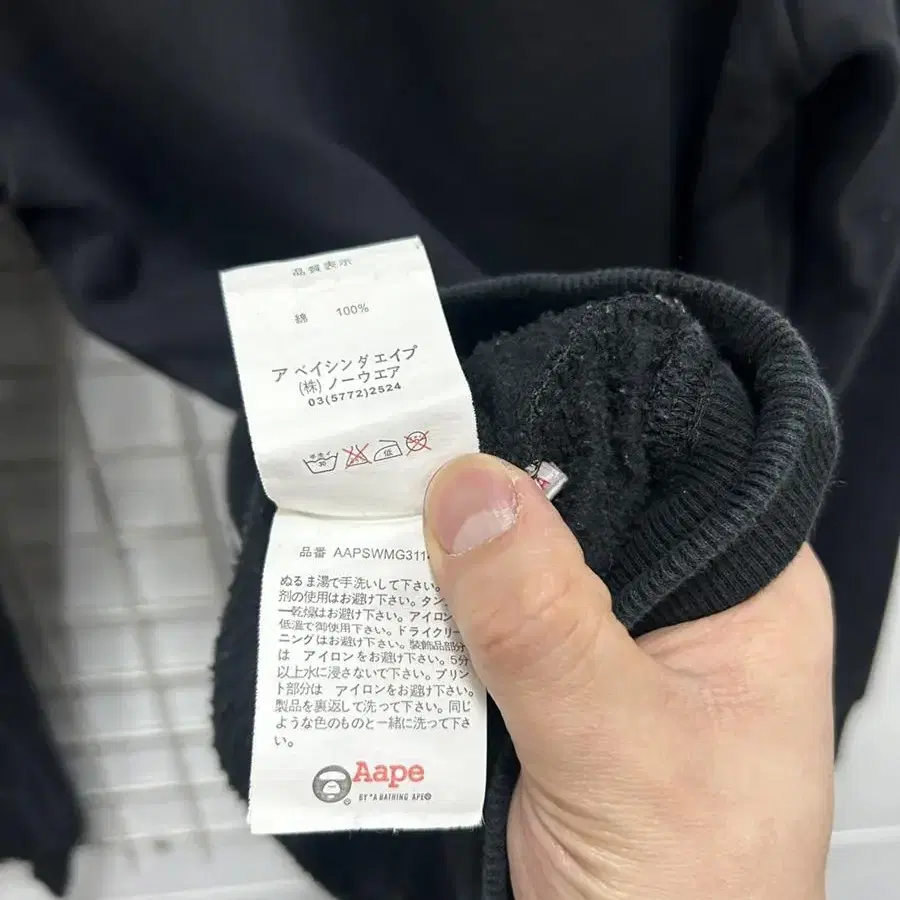 品質表示
綿 100%
ア ベイシンダ エイプ
(株) ノーウエア
03(5772)2524
手洗イ
30
低
品番 AAPSWMG311
ぬるま湯で手洗いして下さい。
剤の使用はお避け下さい。タン
ー乾燥はお避け下さい。アイロン
低温で御使用下さい。ドライクリー
ニングはお避け下さい。装飾品部分
は アイロンをお避け下さい。5分
以上水に浸さないで下さい。プリン
ト部分は アイロンをお避け下さい。
製品を裏返して洗って下さい。同じ
ような色のものと一緒に洗って下さ
い。
Aape
BY *A BATHING APE®